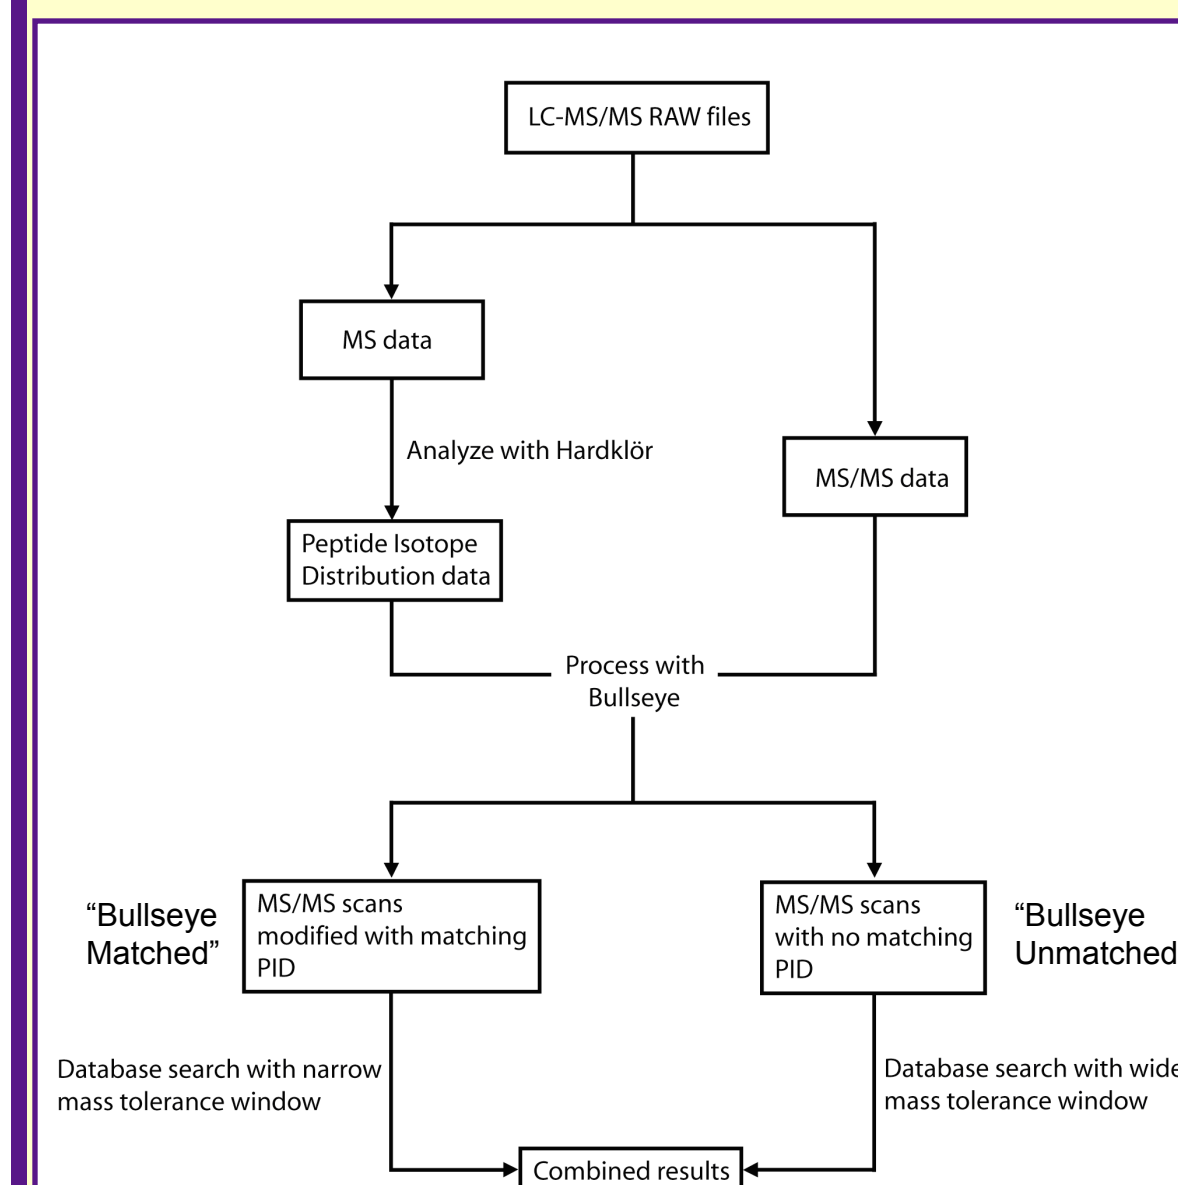 LC-MS/MS RAW files
MS data
Analyze with Hardklör
MS/MS data
Peptide Isotope
Distribution data
Process with
Bullseye
“Bullseye
Matched”
MS/MS scans
modified with matching
PID
MS/MS scans
with no matching
PID
“Bullseye
Unmatched
Database search with narrow
mass tolerance window
Database search with wide
mass tolerance window
Combined results